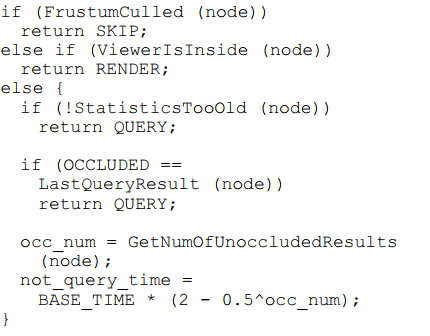 if (FrustumCulled (node))
  return SKIP;
else if (ViewerIsInside (node))
  return RENDER;
else {
  if (!StatisticsTooOld (node))
    return QUERY;

  if (OCCLUDED ==
    LastQueryResult (node))
    return QUERY;

  occ_num = GetNumOfUnoccludedResults
    (node);
  not_query_time =
    BASE_TIME * (2 - 0.5^occ_num);
}